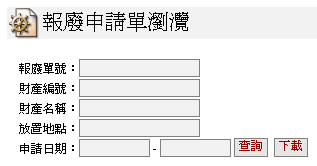 報廢申請單瀏灠
報廢單號：
財產編號：
財產名稱：
放置地點：
申請日期： - 查詢 下載